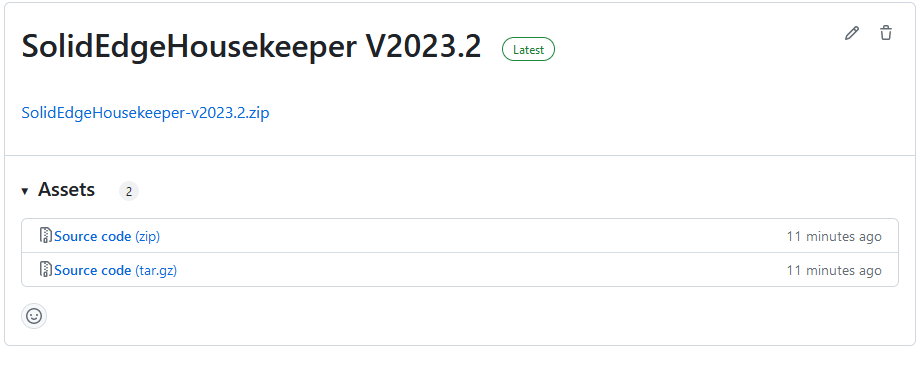 SolidEdgeHousekeeper V2023.2 Latest
SolidEdgeHousekeeper-v2023.2.zip
Assets 2
Source code (zip) 11 minutes ago
Source code (tar.gz) 11 minutes ago